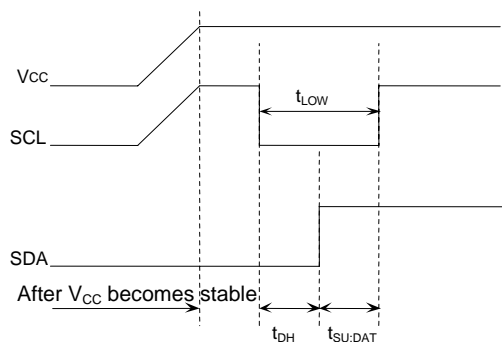 VCC
tLOW
SCL
SDA
After VCC becomes stable
tDH
tSU:DAT